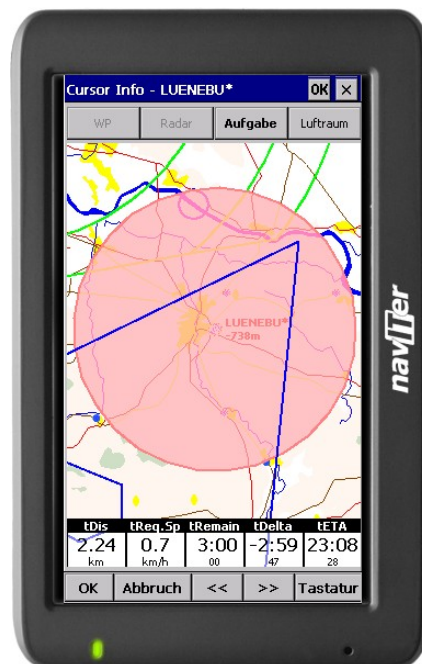 Cursor Info - LUENEBU* OK ×
WP Radar Aufgabe Luftraum
LUENEBU*
-738m
tDis tReq.Sp tRemain tDelta tETA
2.24 0.7 3:00 -2:59 23:08
km km/h 00 47 28
OK Abbruch << >> Tastatur
naviter